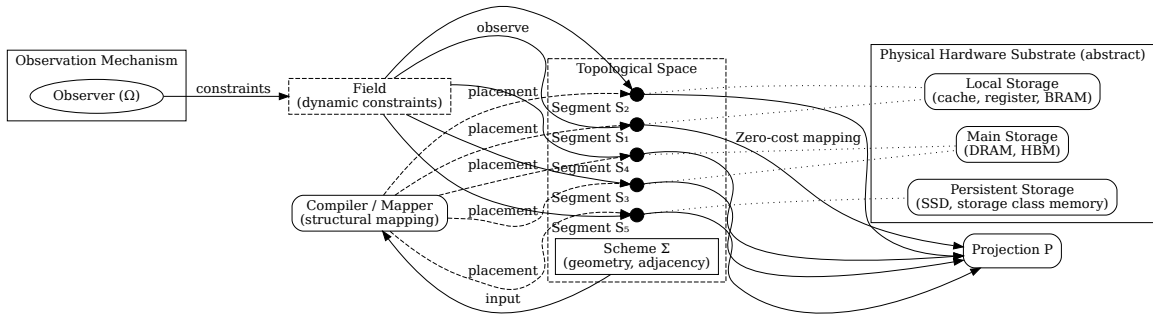 Observation Mechanism
Observer (Ω)
constraints
Field
(dynamic constraints)
Compiler / Mapper
(structural mapping)
observe
placement
placement
placement
placement
placement
input
Topological Space
Segment S₂
Segment S₁
Segment S₄
Segment S₃
Segment S₅
Scheme Σ
(geometry, adjacency)
Zero-cost mapping
Physical Hardware Substrate (abstract)
Local Storage
(cache, register, BRAM)
Main Storage
(DRAM, HBM)
Persistent Storage
(SSD, storage class memory)
Projection P